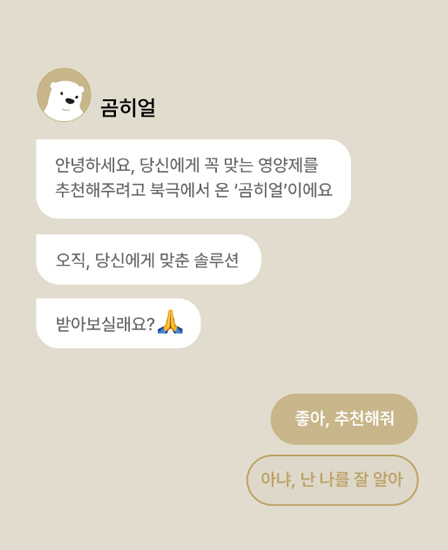 곰히얼
안녕하세요, 당신에게 꼭 맞는 영양제를
추천해주려고 북극에서 온 ‘곰히얼’이에요
오직, 당신에게 맞춘 솔루션
받아보실래요?🙏
좋아, 추천해줘
아냐, 난 나를 잘 알아